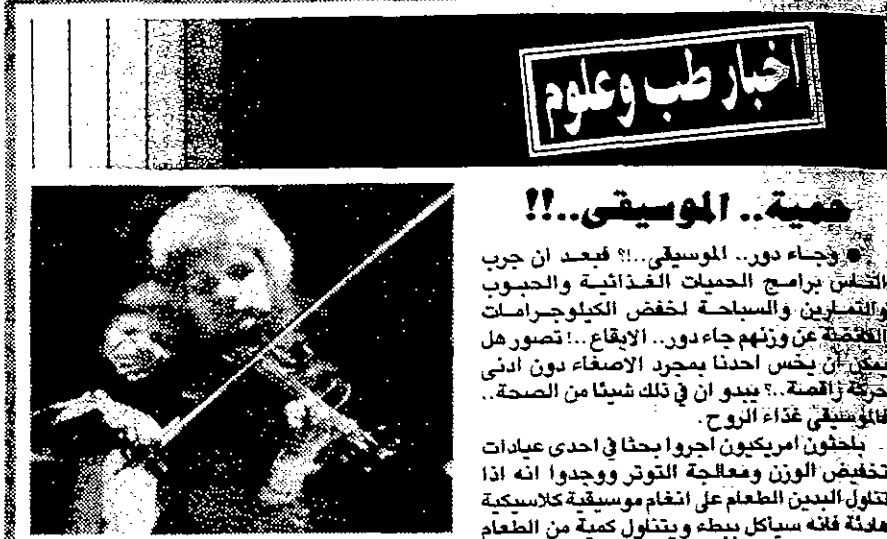 اخبار طب وعلوم
حمية.. الموسيقى..!!
● وجاء دور.. الموسيقى..!؟ فبعد ان جرب
الناس برامج الحميات الغذائية والحبوب
والتمارين والسباحة لخفض الكيلوجرامات
الفائضة عن وزنهم جاء دور.. الايقاع..! تصور هل
يمكن أن يخس احدنا بمجرد الاصغاء دون ادنى
حركة راقصة..؟ يبدو ان في ذلك شيئا من الصحة..
فالموسيقى غذاء الروح.
باحثون امريكيون اجروا بحثا في احدى عيادات
تخفيض الوزن ومعالجة التوتر ووجدوا انه اذا
تناول البدين الطعام على انغام موسيقية كلاسيكية
هادئة فانه سيأكل ببطء ويتناول كمية من الطعام